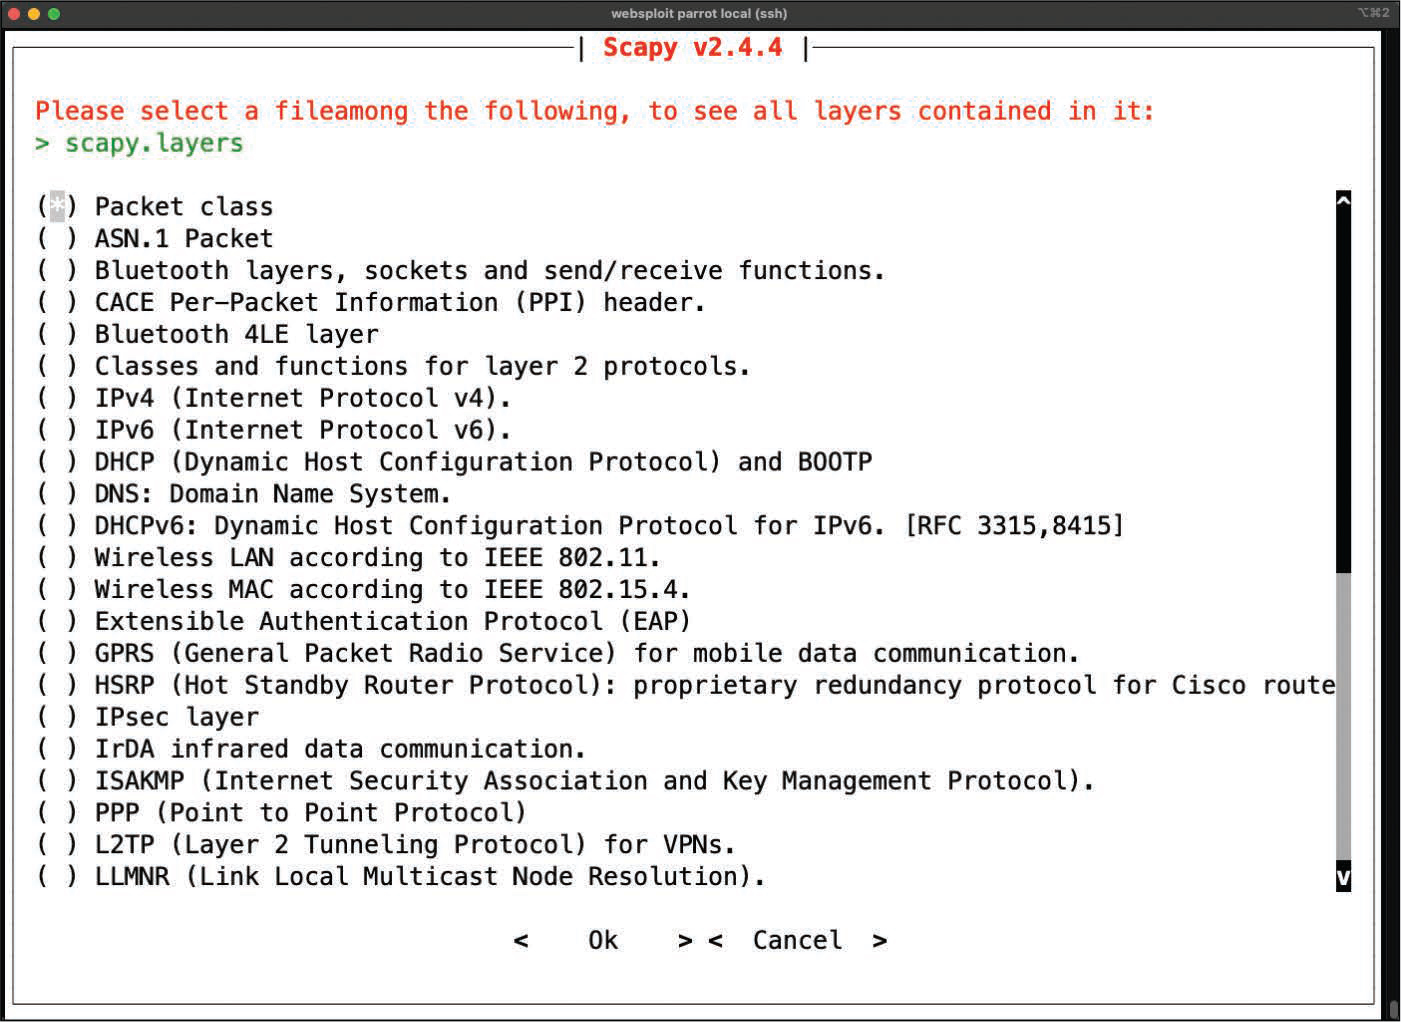 websploit parrot local (ssh)
⌥⌘2
| Scapy v2.4.4 |
Please select a fileamong the following, to see all layers contained in it:
> scapy.layers
(*) Packet class
( ) ASN.1 Packet
( ) Bluetooth layers, sockets and send/receive functions.
( ) CACE Per-Packet Information (PPI) header.
( ) Bluetooth 4LE layer
( ) Classes and functions for layer 2 protocols.
( ) IPv4 (Internet Protocol v4).
( ) IPv6 (Internet Protocol v6).
( ) DHCP (Dynamic Host Configuration Protocol) and BOOTP
( ) DNS: Domain Name System.
( ) DHCPv6: Dynamic Host Configuration Protocol for IPv6. [RFC 3315,8415]
( ) Wireless LAN according to IEEE 802.11.
( ) Wireless MAC according to IEEE 802.15.4.
( ) Extensible Authentication Protocol (EAP)
( ) GPRS (General Packet Radio Service) for mobile data communication.
( ) HSRP (Hot Standby Router Protocol): proprietary redundancy protocol for Cisco route
( ) IPsec layer
( ) IrDA infrared data communication.
( ) ISAKMP (Internet Security Association and Key Management Protocol).
( ) PPP (Point to Point Protocol)
( ) L2TP (Layer 2 Tunneling Protocol) for VPNs.
( ) LLMNR (Link Local Multicast Node Resolution).
^
v
< Ok > < Cancel >